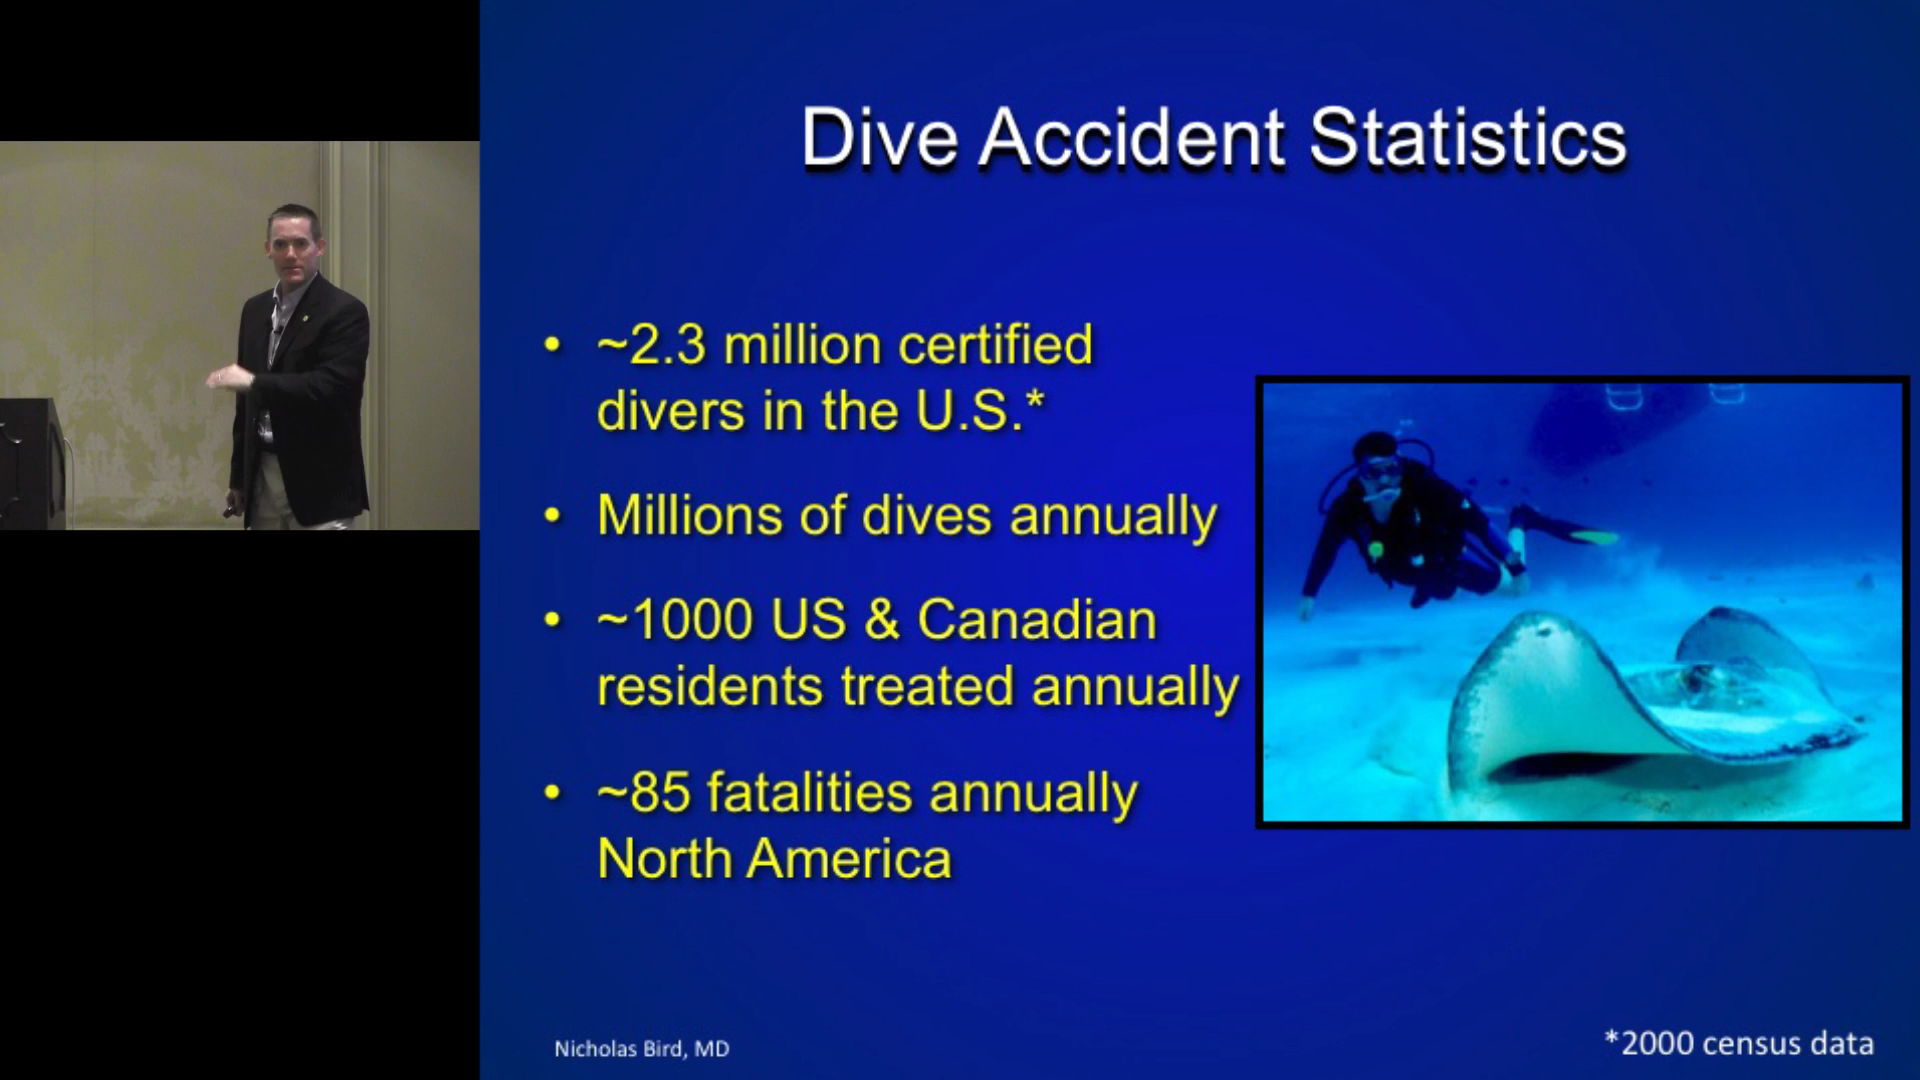 Dive Accident Statistics
• ~2.3 million certified
divers in the U.S.*
• Millions of dives annually
• ~1000 US & Canadian
residents treated annually
• ~85 fatalities annually
North America
Nicholas Bird, MD
*2000 census data